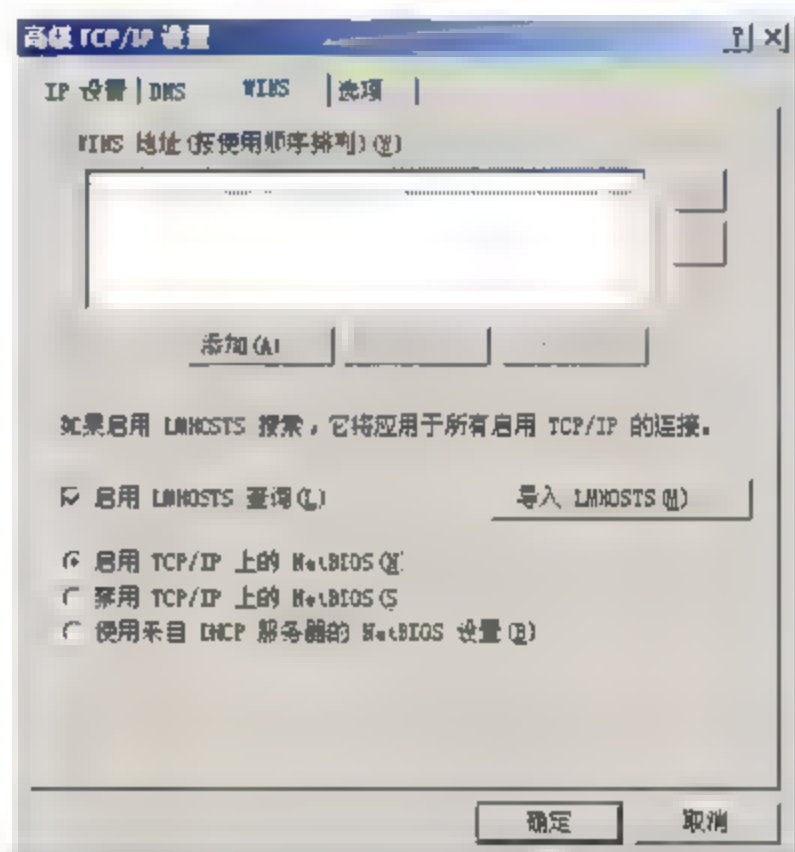 高级 TCP/IP 设置
IP 设置 DNS WINS 选项
WINS 地址(按使用顺序排列)(W)
添加(A)
如果启用 LMHOSTS 搜索，它将应用于所有启用 TCP/IP 的连接。
启用 LMHOSTS 查询(L)
导入 LMHOSTS(M)
启用 TCP/IP 上的 NetBIOS(N)
禁用 TCP/IP 上的 NetBIOS(S
使用来自 DHCP 服务器的 NetBIOS 设置(B)
确定 取消